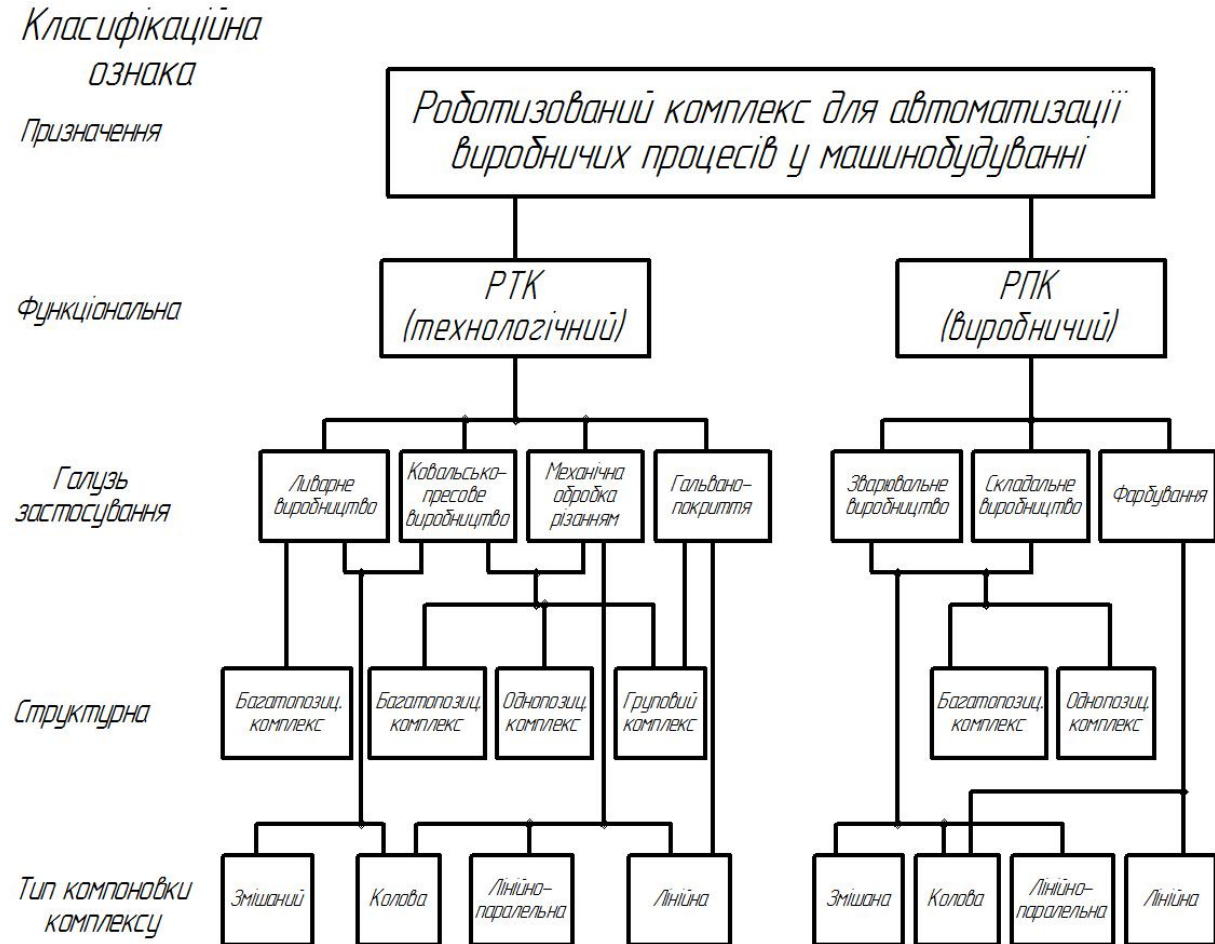 Класифікаційна
ознака
Призначення
Роботизований комплекс для автоматизації
виробничих процесів у машинобудуванні
Функціональна
РТК
(технологічний)
РПК
(виробничий)
Галузь
застосування
Ливарне
виробництво
Ковальсько-
пресове
виробництво
Механічна
обробка
різанням
Гальвано-
покриття
Зварювальне
виробництво
Складальне
виробництво
Фарбування
Структурна
Багатопозиц.
комплекс
Багатопозиц.
комплекс
Однопозиц.
комплекс
Груповий
комплекс
Багатопозиц.
комплекс
Однопозиц.
комплекс
Тип компоновки
комплексу
Змішаний
Колова
Лінійно-
паралельна
Лінійна
Змішана
Колова
Лінійно-
паралельна
Лінійна